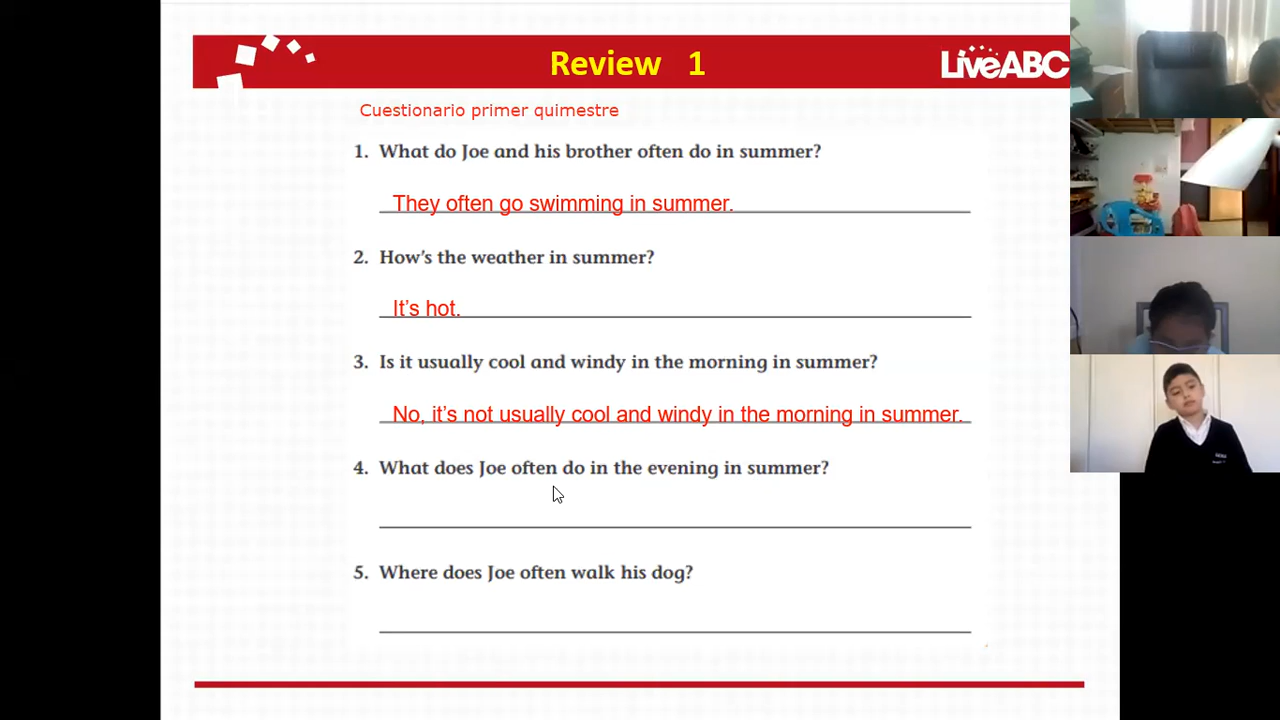 Review 1
LiveABC
Cuestionario primer quimestre
1. What do Joe and his brother often do in summer?
They often go swimming in summer.
2. How's the weather in summer?
It's hot.
3. Is it usually cool and windy in the morning in summer?
No, it's not usually cool and windy in the morning in summer.
4. What does Joe often do in the evening in summer?
5. Where does Joe often walk his dog?